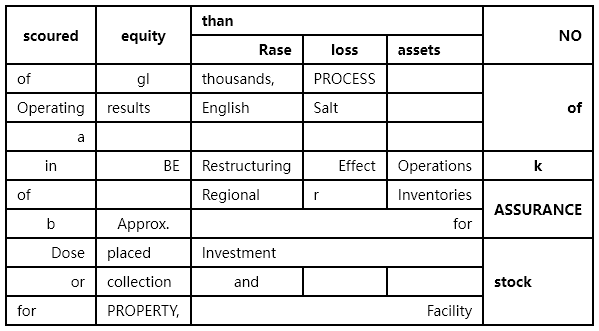 scoured equity than NO
Rase loss assets
of gl thousands, PROCESS of
Operating results English Salt
a
in BE Restructuring Effect Operations k
of Regional r Inventories ASSURANCE
b Approx. for
Dose placed Investment stock
or collection and
for PROPERTY, Facility